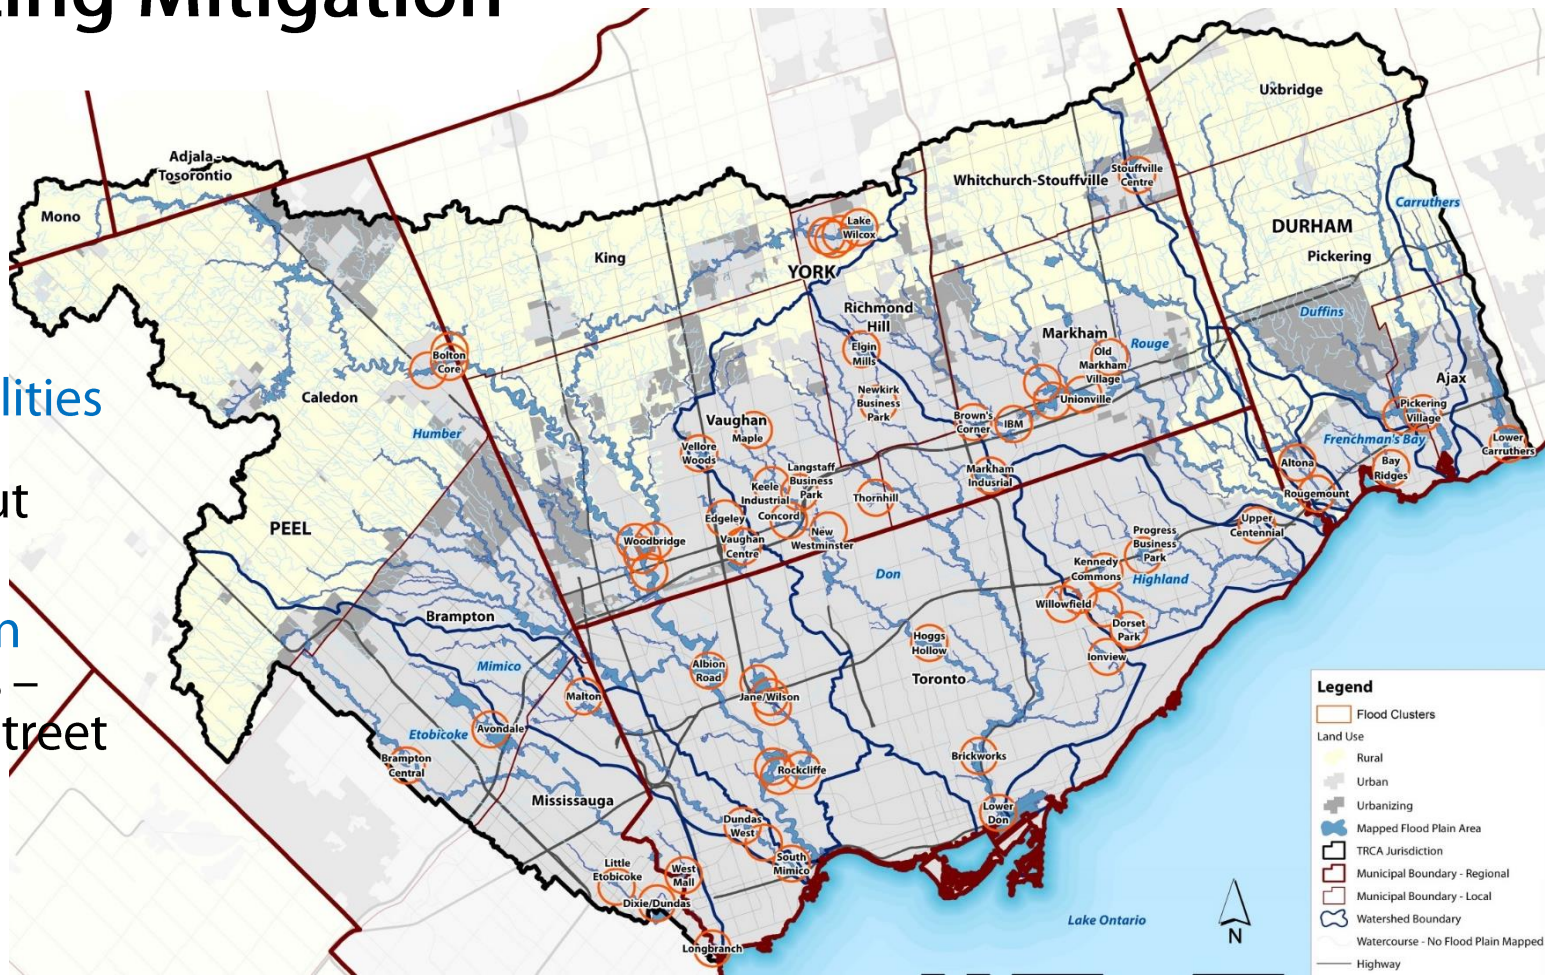 ing Mitigation
lities
ut
n
–
treet
Adjala-
Tosorontio
Mono
Uxbridge
Stouffville
Centre
Whitchurch-Stouffville
Carruthers
Lake
Wilcox
DURHAM
Pickering
King
YORK
Richmond
Hill
Duffins
Elgin
Mills
Markham
Rouge
Old
Markham
Village
Bolton
Core
Ajax
Caledon
Newkirk
Business
Park
Unionville
Pickering
Village
Humber
Vaughan
Maple
Brown's
Corner
IBM
Frenchman's Bay
Lower
Carruthers
Vellore
Woods
Langstaff
Business
Park
Markham
Indusrial
Altona
Bay
Ridges
Keele
Industrial
Thornhill
Rougemount
PEEL
Edgeley
Concord
New
Westminster
Upper
Centennial
Woodbridge
Vaughan
Centre
Progress
Business
Park
Don
Kennedy
Commons
Highland
Brampton
Willowfield
Dorset
Park
Hoggs
Hollow
Ionview
Mimico
Albion
Road
Toronto
Malton
Jane/Wilson
Etobicoke
Avondale
Brampton
Central
Rockcliffe
Brickworks
Mississauga
Lower
Don
Dundas
West
Little
Etobicoke
West
Mall
South
Mimico
Dixie/Dundas
Longbranch
Lake Ontario
N
Legend
Flood Clusters
Land Use
Rural
Urban
Urbanizing
Mapped Flood Plain Area
TRCA Jurisdiction
Municipal Boundary - Regional
Municipal Boundary - Local
Watershed Boundary
Watercourse - No Flood Plain Mapped
Highway